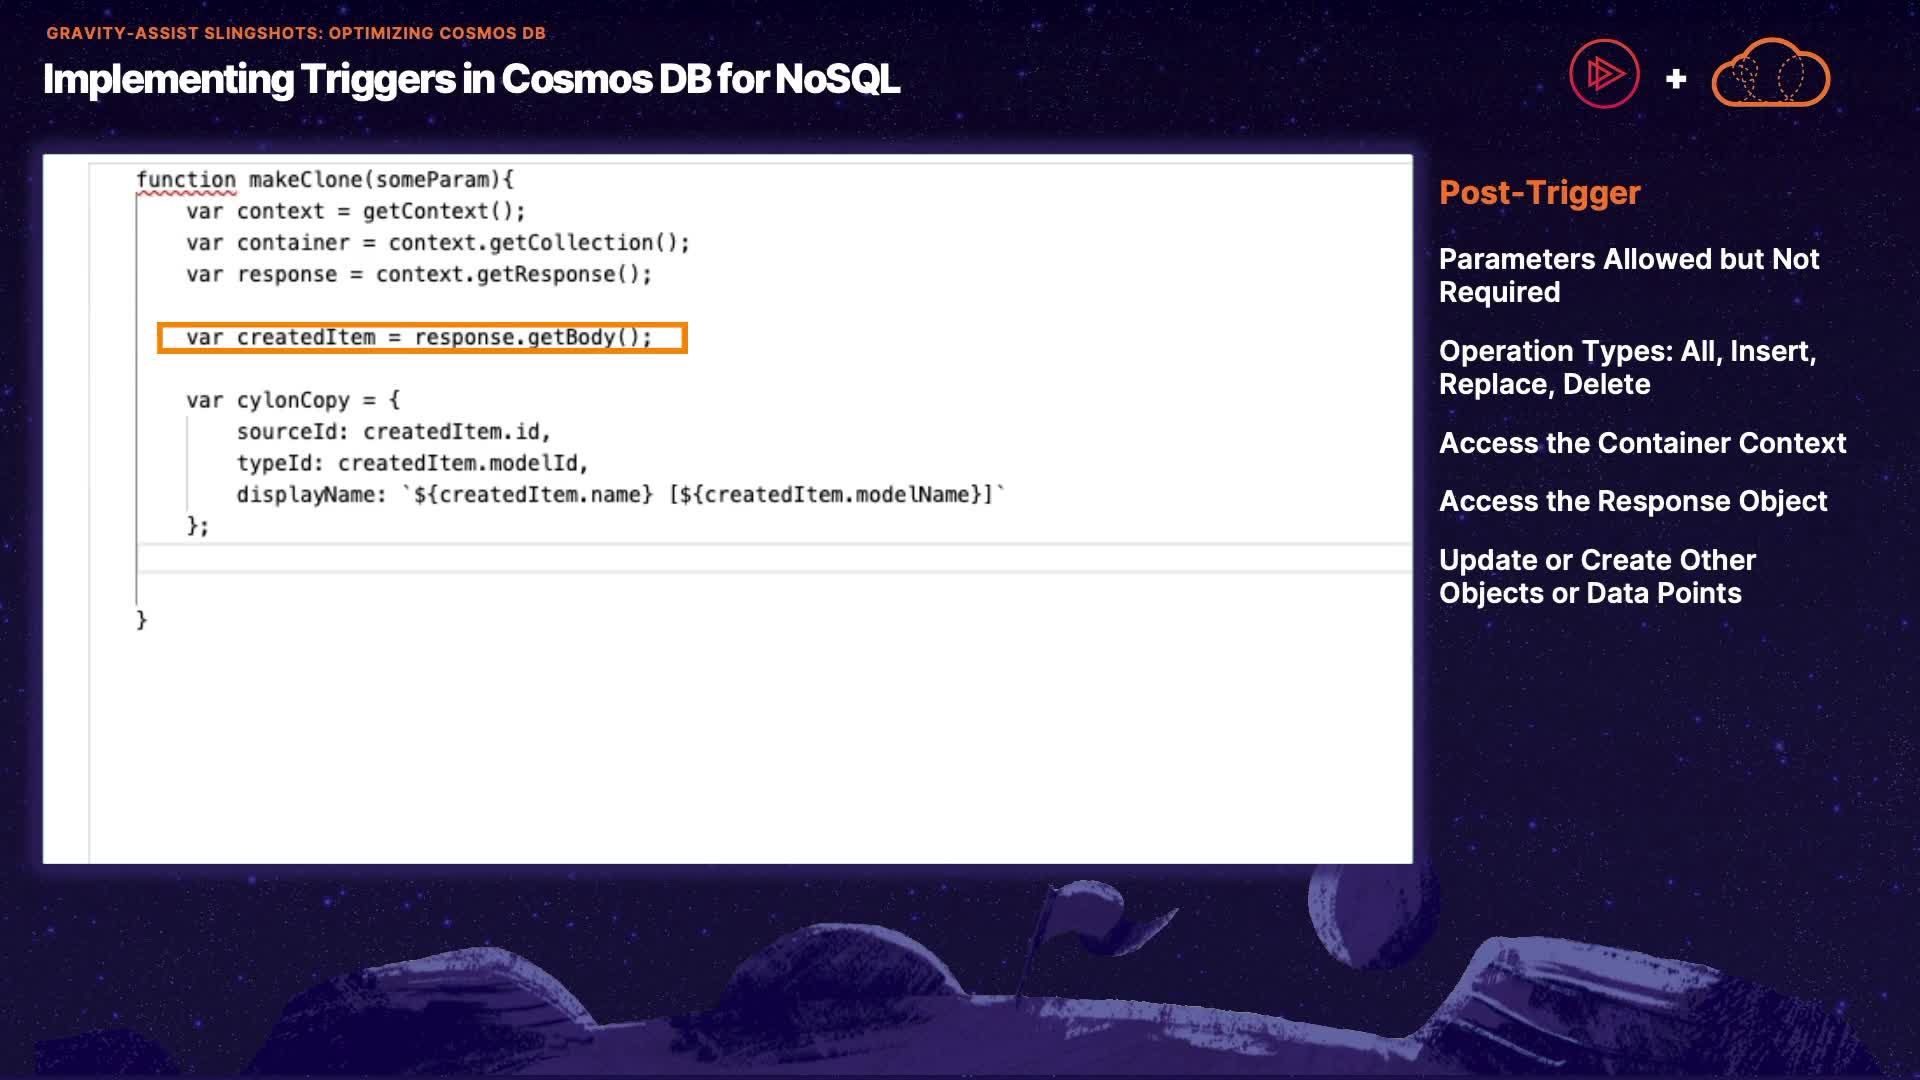 GRAVITY-ASSIST SLINGSHOTS: OPTIMIZING COSMOS DB
Implementing Triggers in Cosmos DB for NoSQL
+
function makeClone(someParam){
    var context = getContext();
    var container = context.getCollection();
    var response = context.getResponse();
    var createdItem = response.getBody();
    var cylonCopy = {
        sourceId: createdItem.id,
        typeId: createdItem.modelId,
        displayName: `${createdItem.name} [${createdItem.modelName}]`
    };
}
Post-Trigger
Parameters Allowed but Not
Required
Operation Types: All, Insert,
Replace, Delete
Access the Container Context
Access the Response Object
Update or Create Other
Objects or Data Points